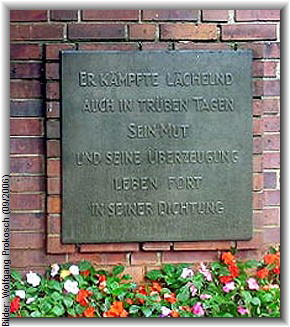 Er kämpfte lächelnd
auch in trüben Tagen
Sein Mut
und seine Überzeugung
leben fort
in seiner Dichtung
Bilder: Wolfgang Prokosch (09/2006)